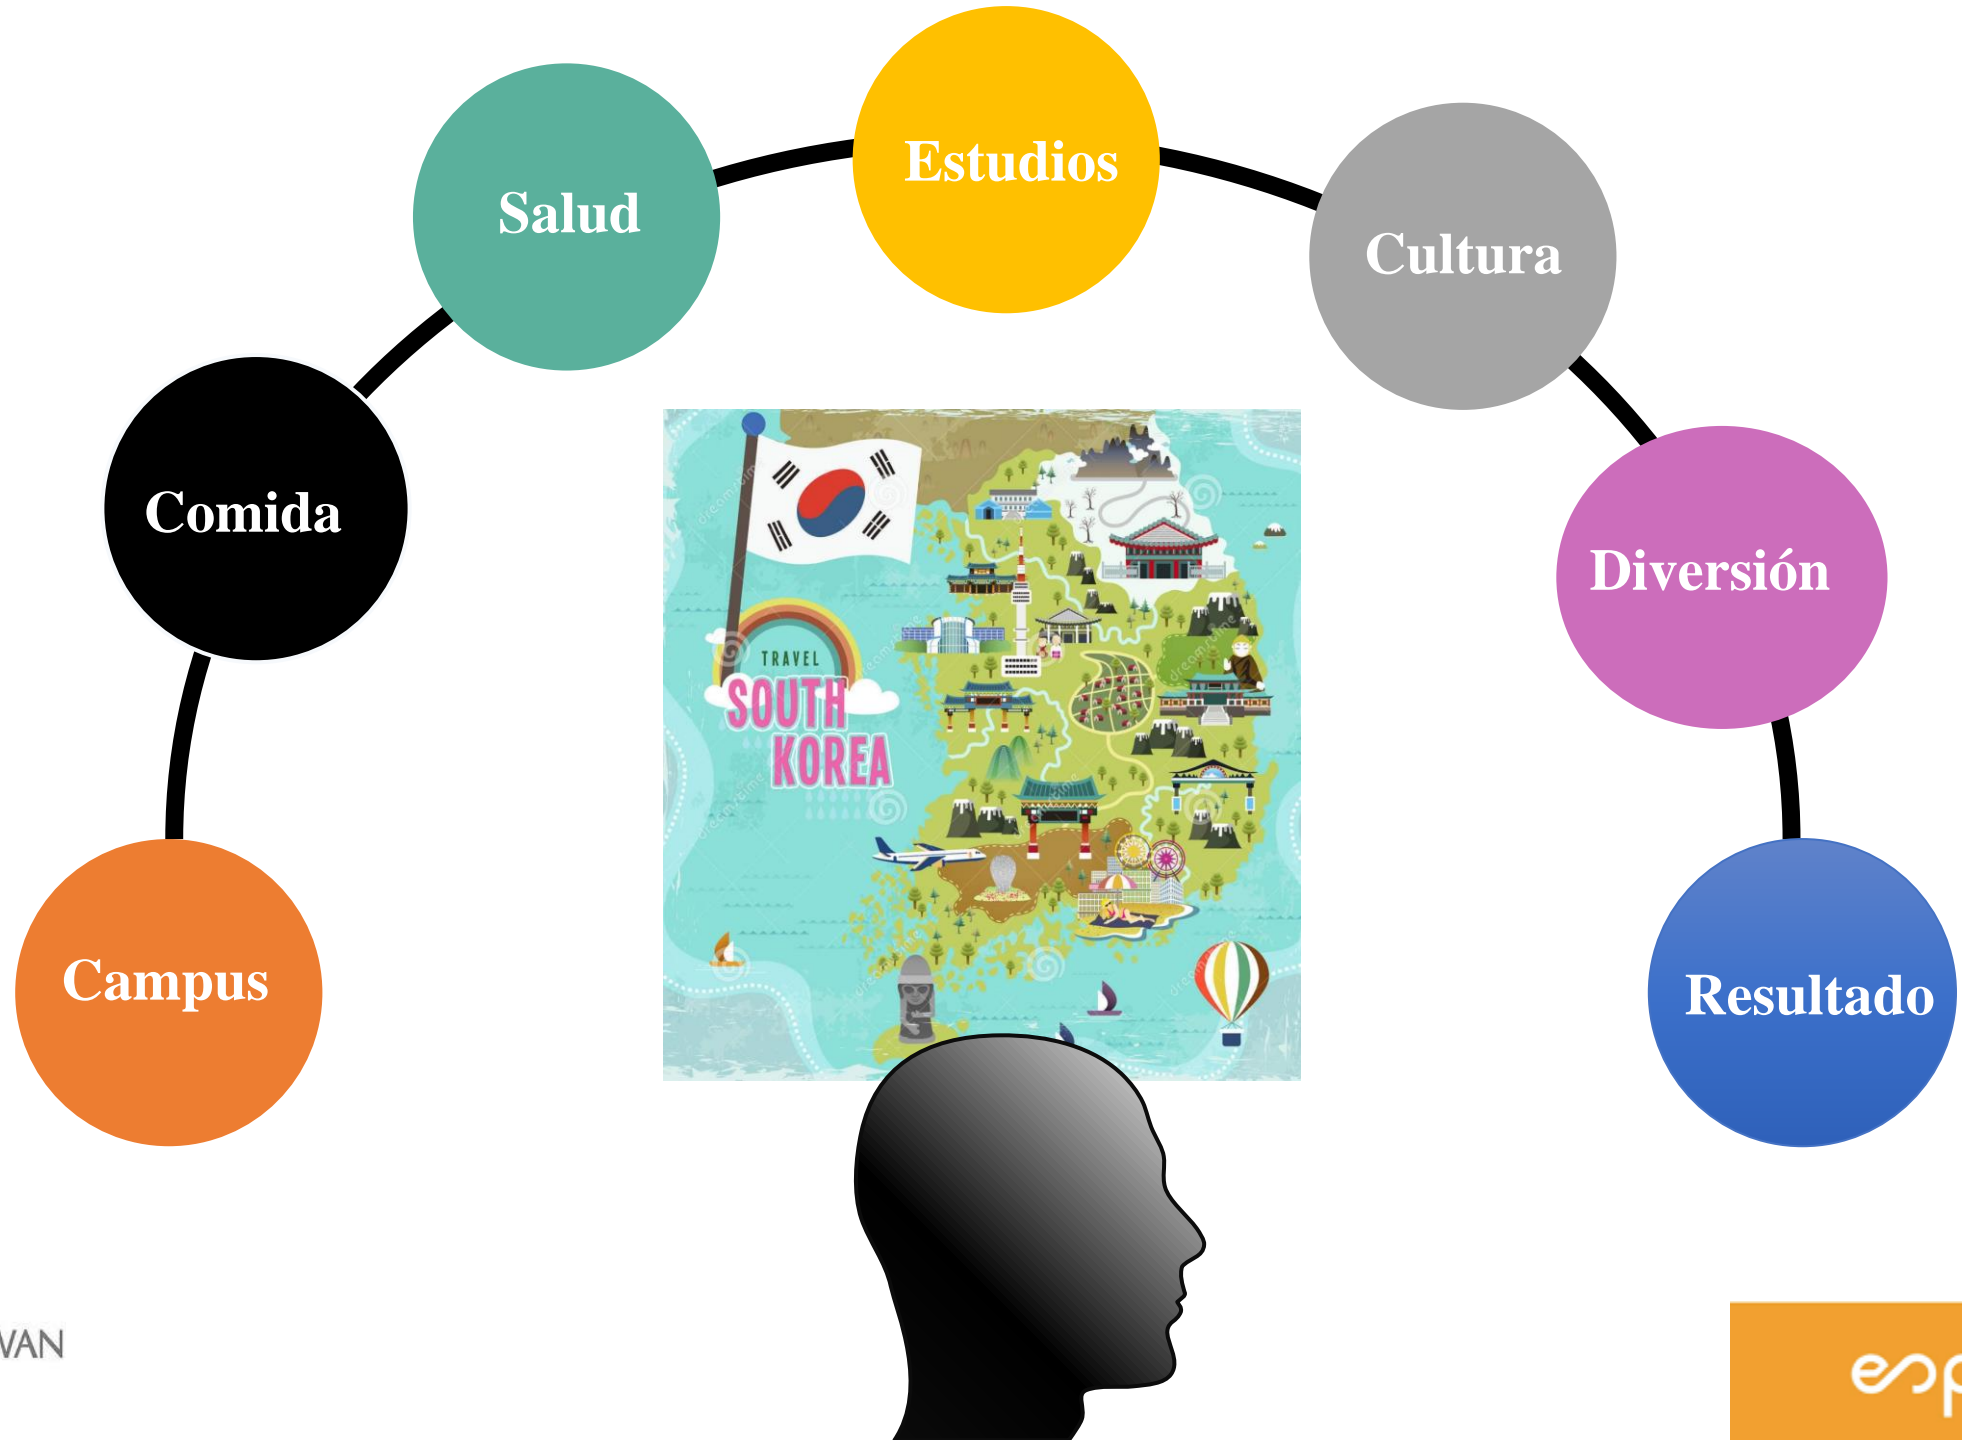 Campus
Comida
Salud
Estudios
Cultura
Diversión
Resultado
TRAVEL
SOUTH
KOREA